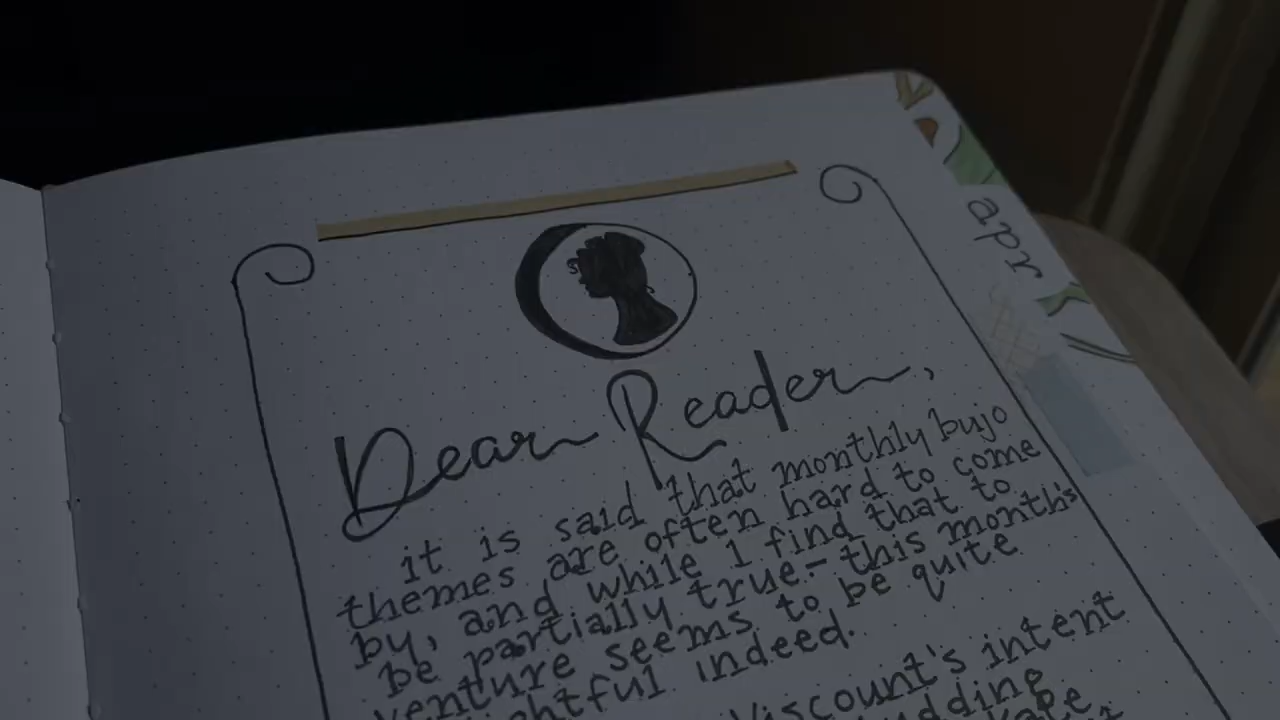 apr
Dear Reader,
it is said that monthly bujo
themes are often hard to come
by, and while I find that to
be partially true - this month's
venture seems to be quite
indeed.
Viscount's intent